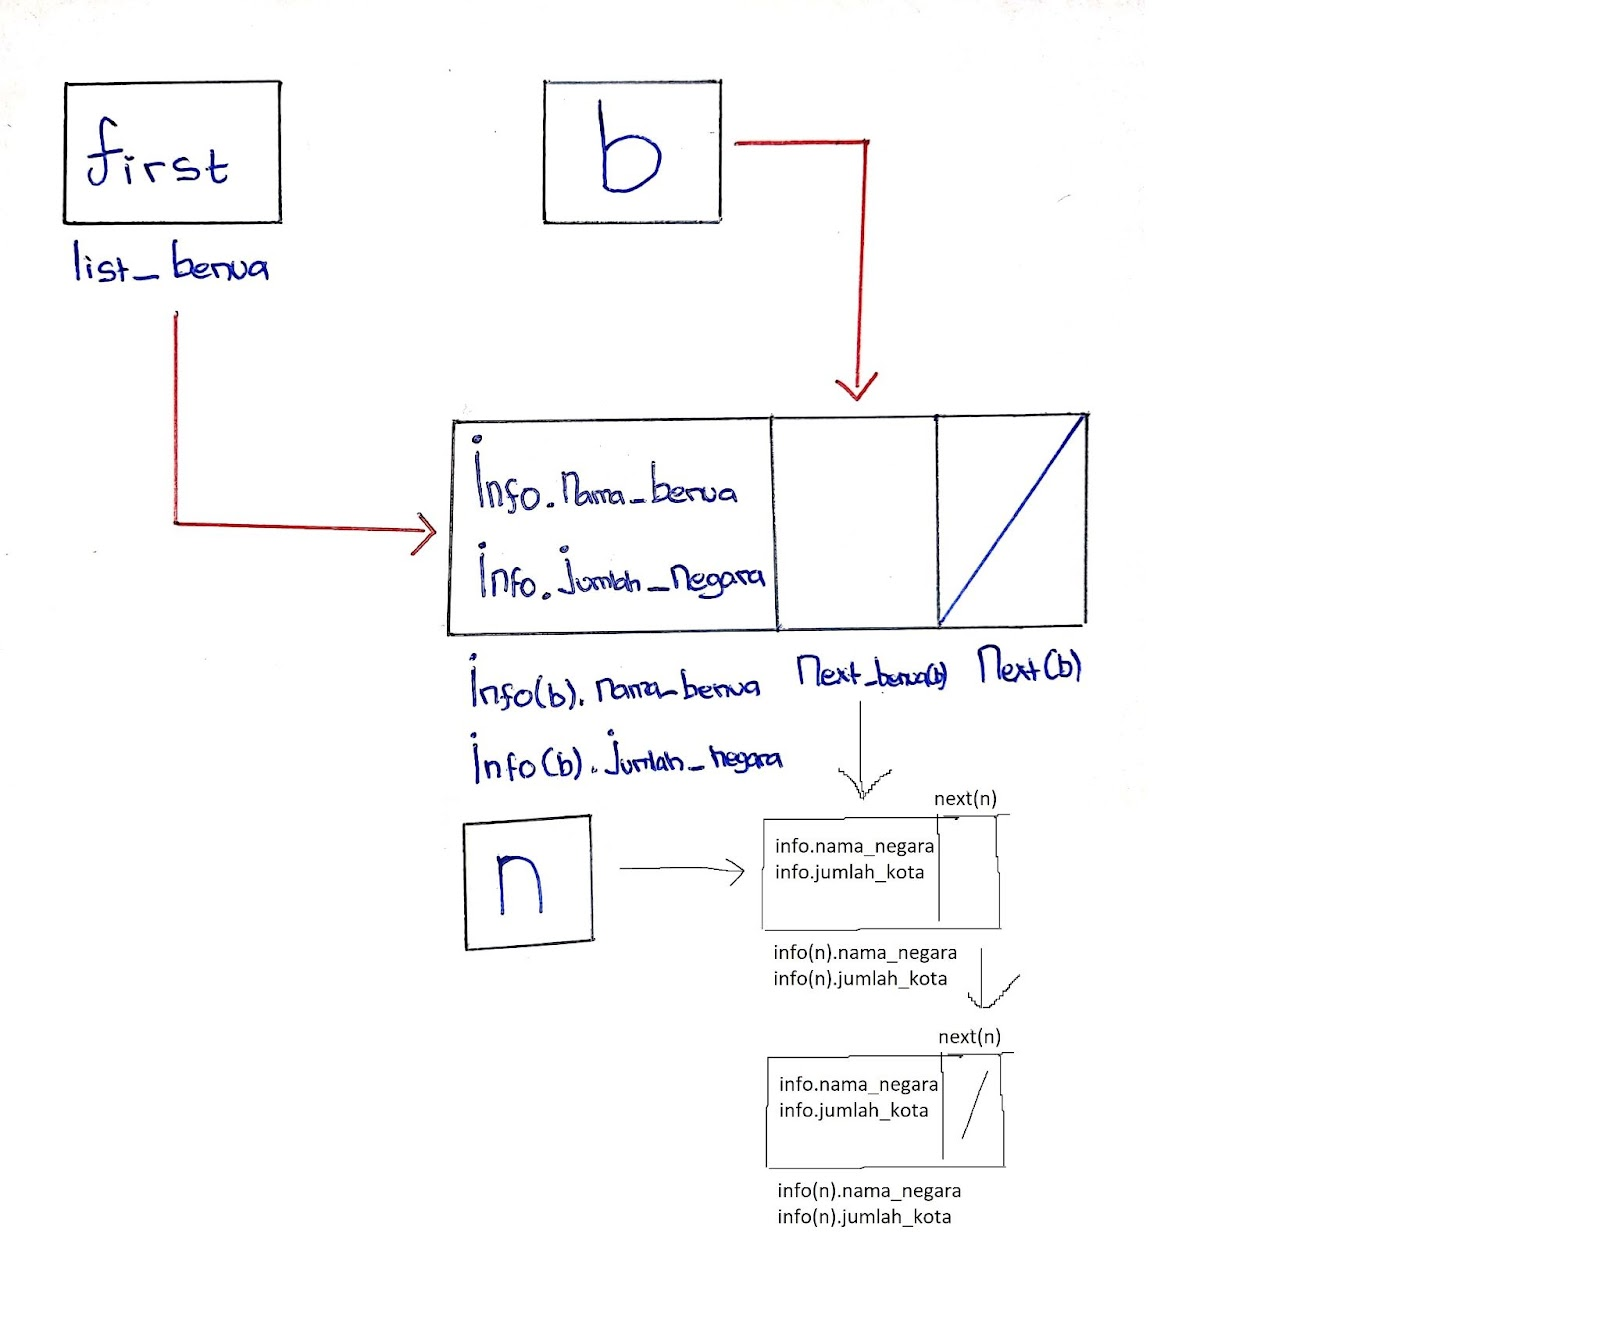 first
b
list_benua
Info.nama_benua
Info.jumlah_negara
Info(b).nama_benua
Next_benua(b)
Next(b)
Info(b).jumlah_negara
next(n)
n
info.nama_negara
info.jumlah_kota
info(n).nama_negara
info(n).jumlah_kota
next(n)
info.nama_negara
info.jumlah_kota
info(n).nama_negara
info(n).jumlah_kota